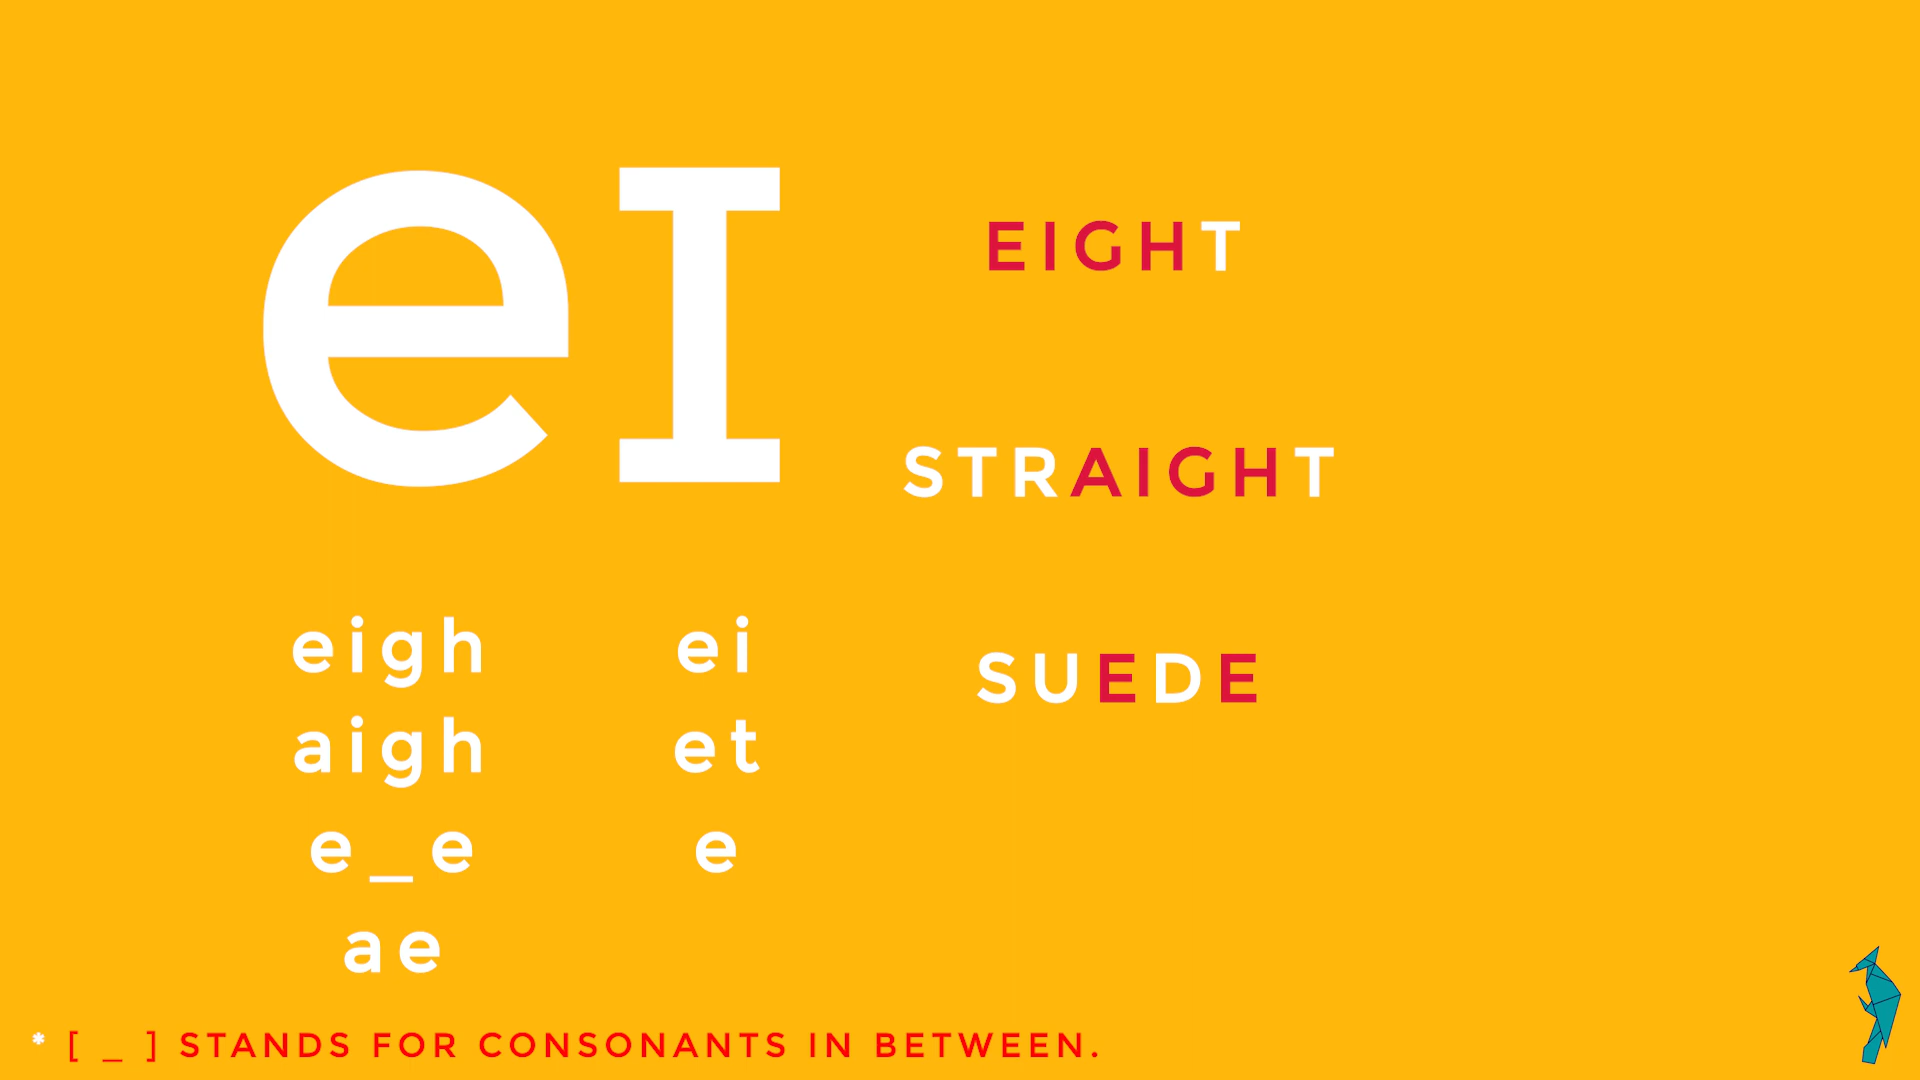 eɪ
EIGHT
STRAIGHT
SUEDE
eigh
aigh
e_e
ae
ei
et
e
* [ _ ] STANDS FOR CONSONANTS IN BETWEEN.